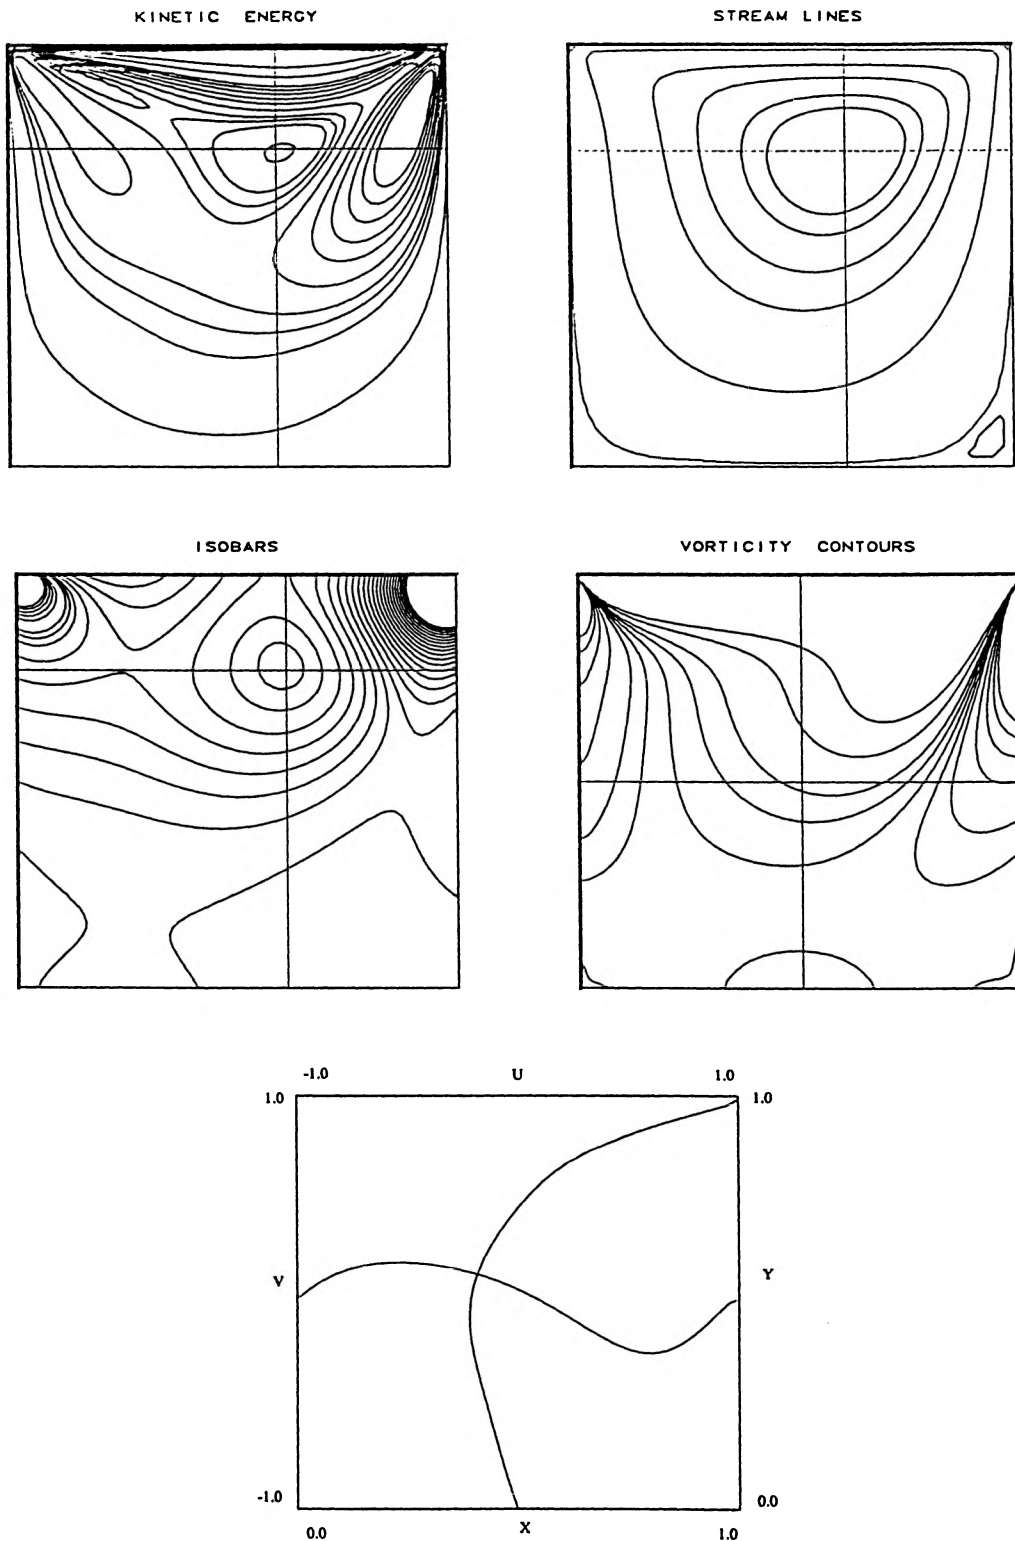 KINETIC ENERGY
STREAM LINES
ISOBARS
VORTICITY CONTOURS
-1.0 U 1.0
1.0 1.0
V Y
-1.0 0.0
0.0 X 1.0